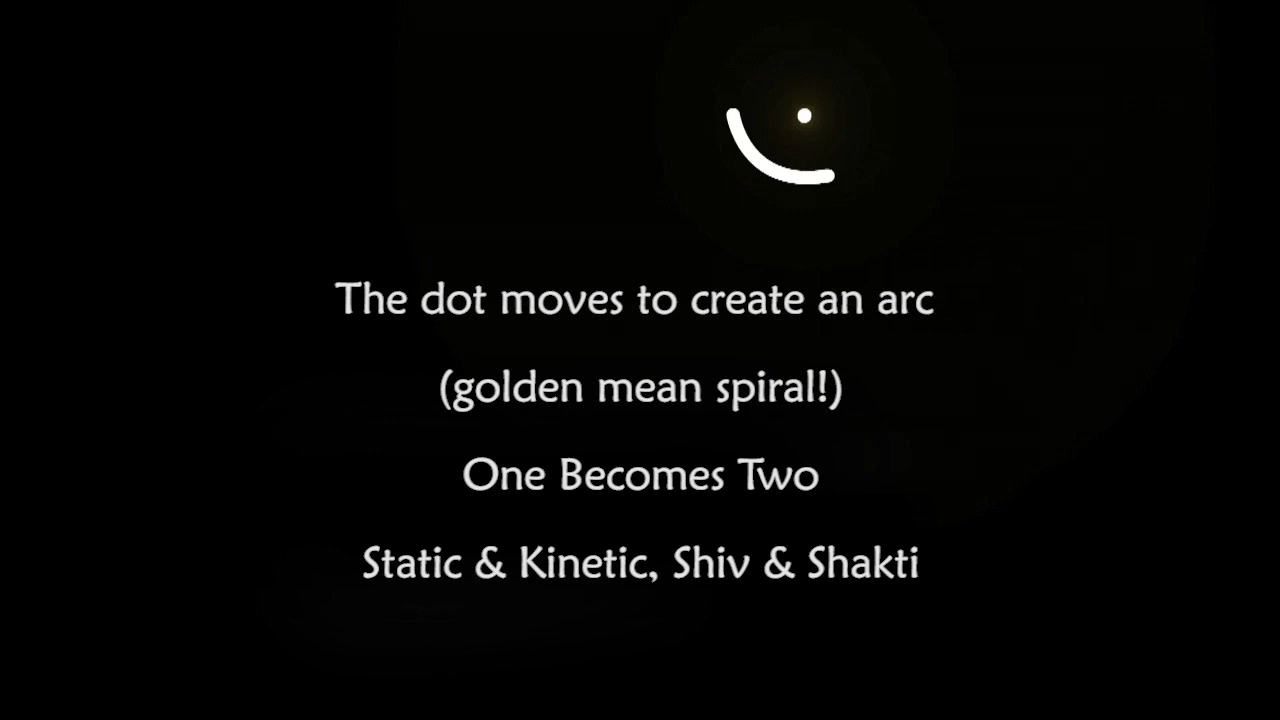 The dot moves to create an arc
(golden mean spiral!)
One Becomes Two
Static & Kinetic, Shiv & Shakti